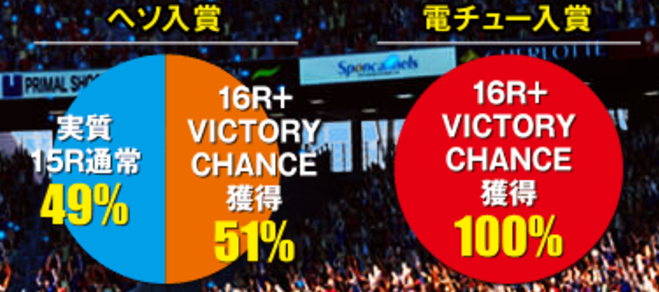 ヘソ入賞
電チュー入賞
実質
15R通常
49%
16R+
VICTORY
CHANCE
獲得
51%
16R+
VICTORY
CHANCE
獲得
100%
PRIMAL